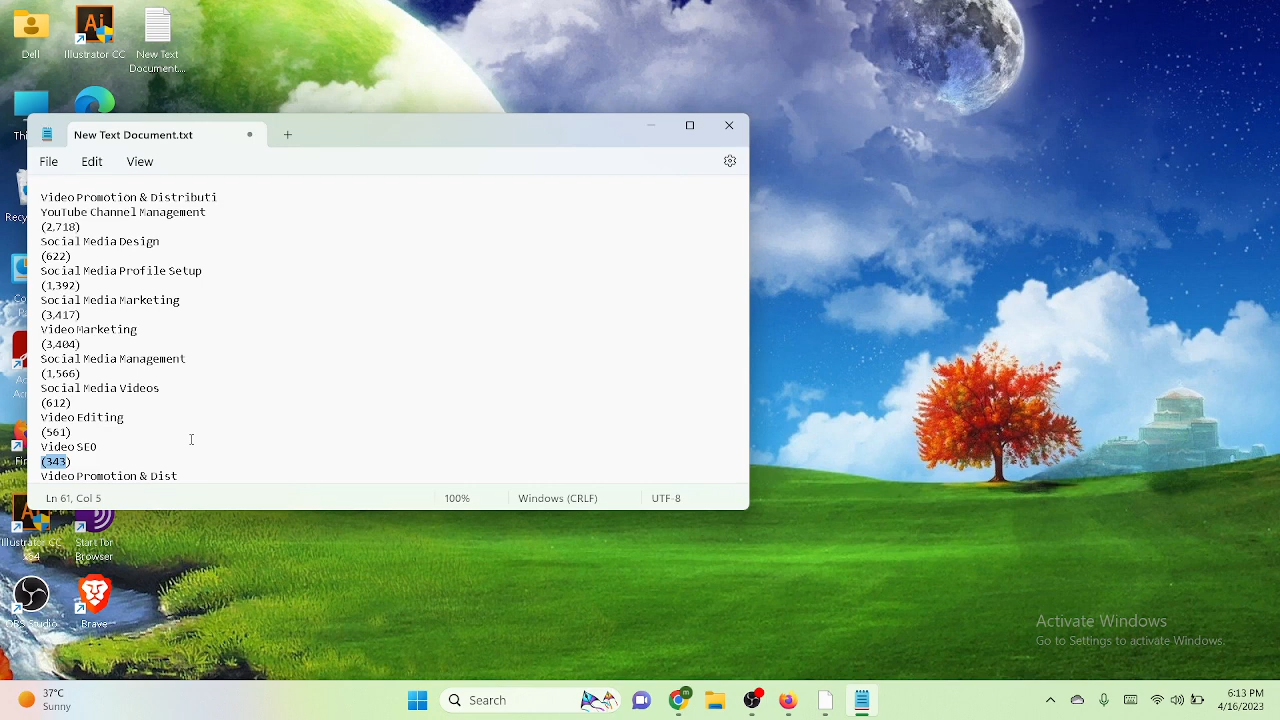 Dell
Illustrator CC
New Text
Document...
New Text Document.txt
File
Edit
View
Video Promotion & Distributi
YouTube Channel Management
(2,718)
Social Media Design
(622)
Social Media Profile Setup
(1,392)
Social Media Marketing
(3,417)
Video Marketing
(3,404)
Social Media Management
(1,566)
Social Media Videos
(612)
Video Editing
(561)
Video SEO
(343)
Video Promotion & Dist
Ln 61, Col 5
100%
Windows (CRLF)
UTF-8
Illustrator CC
Start Tor
Browser
OBS Studio
Brave
Activate Windows
Go to Settings to activate Windows.
37°C
Sunny
Search
6:13 PM
4/16/2023